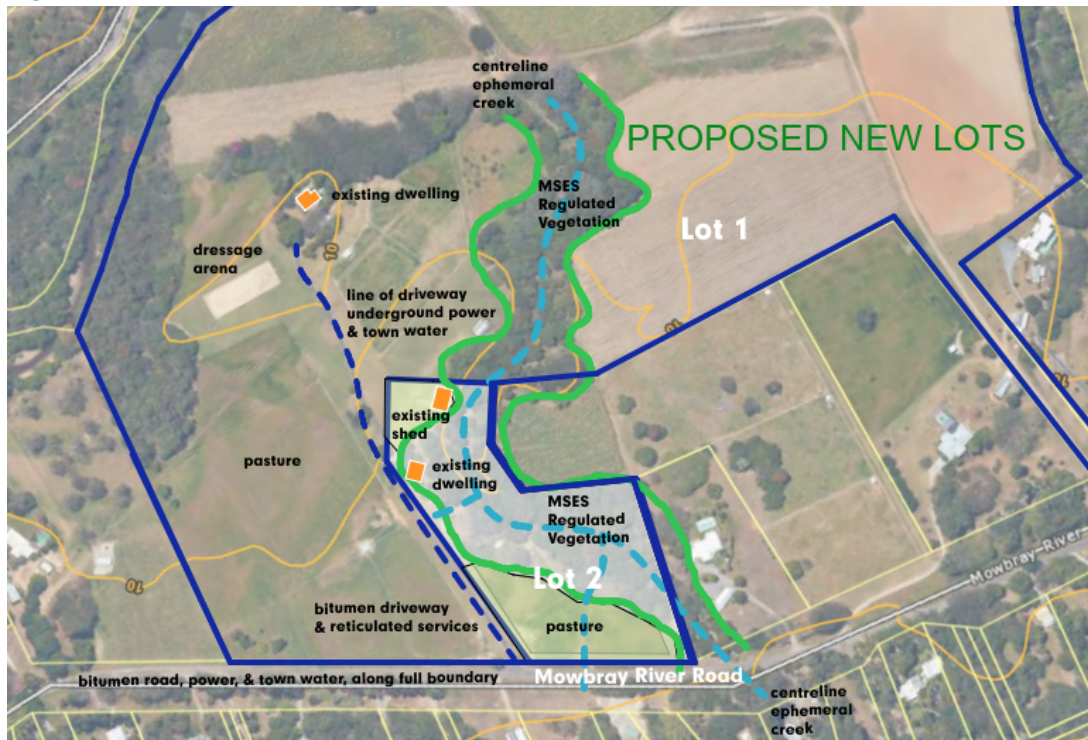 centreline
ephemeral
creek
PROPOSED NEW LOTS
existing dwelling
MSES
Regulated
Vegetation
Lot 1
dressage
arena
10
line of driveway
underground power
& town water
10
10
existing
shed
pasture
existing
dwelling
MSES
Regulated
Vegetation
Lot 2
10
bitumen driveway
& reticulated services
pasture
Mowbray-River-
bitumen road, power, & town water, along full boundary
Mowbray River Road
centreline
ephemeral
creek